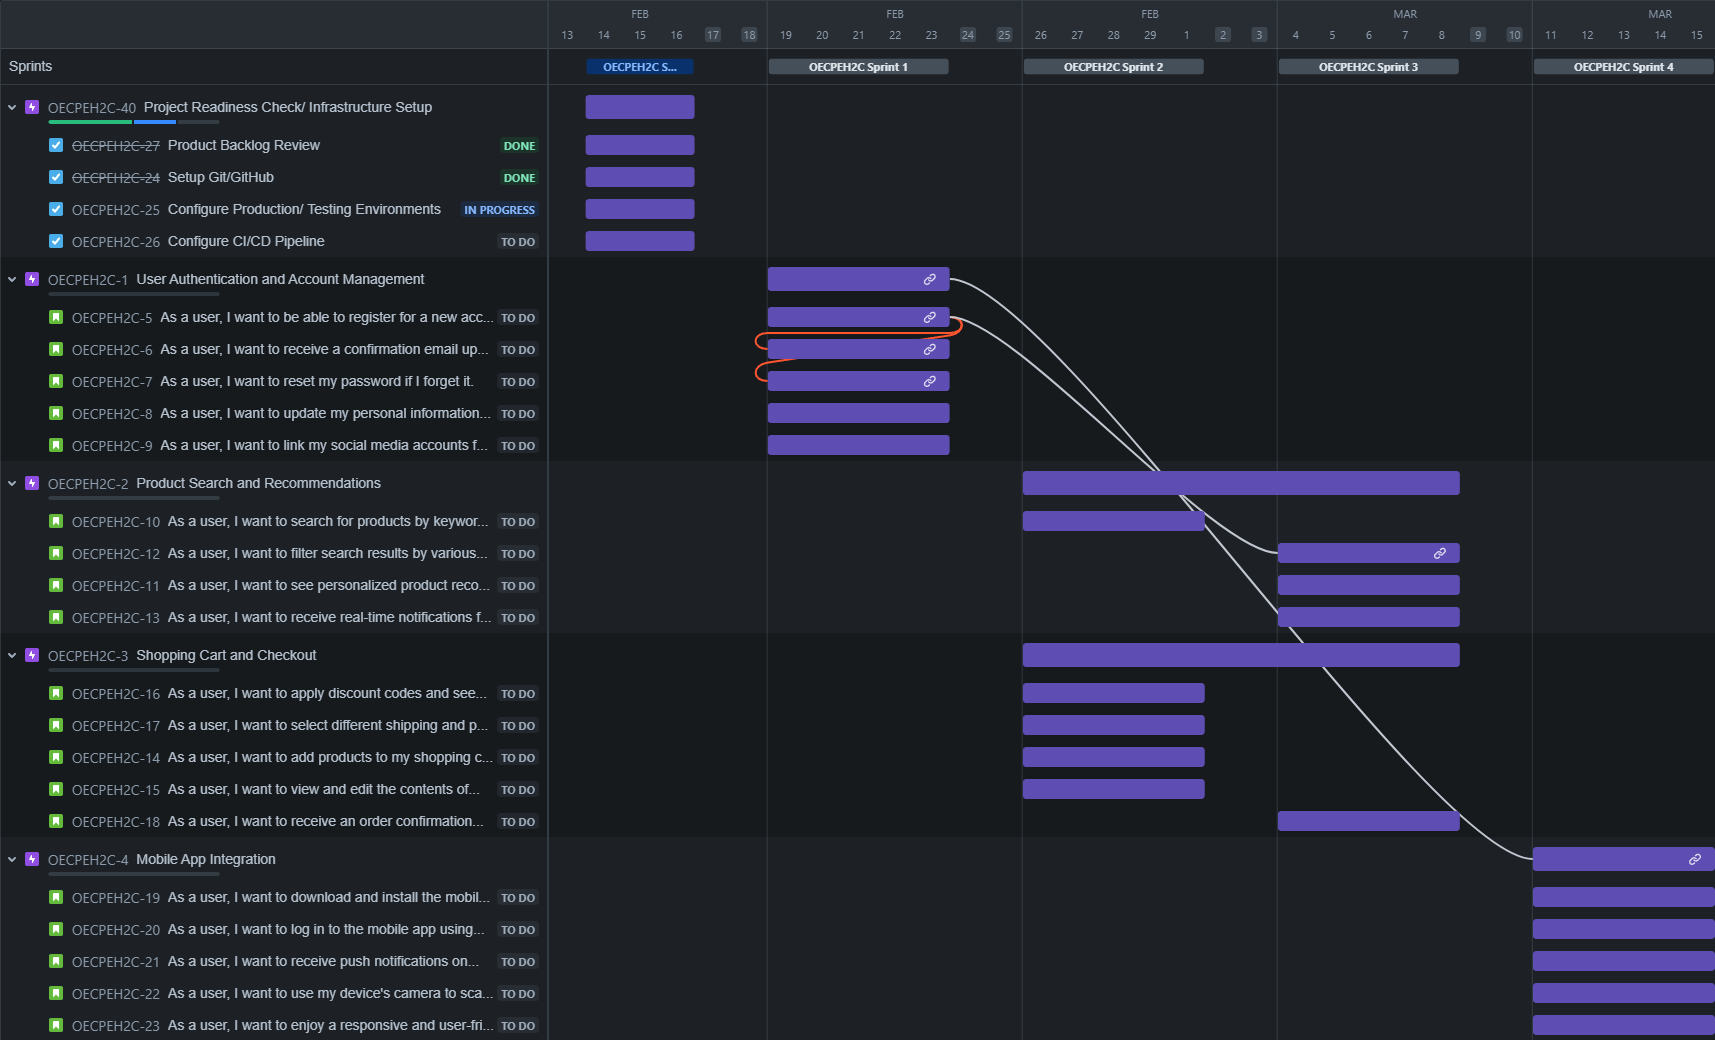 FEB FEB FEB MAR MAR
13 14 15 16 17 18 19 20 21 22 23 24 25 26 27 28 29 1 2 3 4 5 6 7 8 9 10 11 12 13 14 15
Sprints OECPEH2C S... OECPEH2C Sprint 1 OECPEH2C Sprint 2 OECPEH2C Sprint 3 OECPEH2C Sprint 4
OECPEH2C-40 Project Readiness Check/ Infrastructure Setup
OECPEH2C-27 Product Backlog Review DONE
OECPEH2C-24 Setup Git/GitHub DONE
OECPEH2C-25 Configure Production/ Testing Environments IN PROGRESS
OECPEH2C-26 Configure CI/CD Pipeline TO DO
OECPEH2C-1 User Authentication and Account Management
OECPEH2C-5 As a user, I want to be able to register for a new acc... TO DO
OECPEH2C-6 As a user, I want to receive a confirmation email up... TO DO
OECPEH2C-7 As a user, I want to reset my password if I forget it. TO DO
OECPEH2C-8 As a user, I want to update my personal information... TO DO
OECPEH2C-9 As a user, I want to link my social media accounts f... TO DO
OECPEH2C-2 Product Search and Recommendations
OECPEH2C-10 As a user, I want to search for products by keywor... TO DO
OECPEH2C-12 As a user, I want to filter search results by various... TO DO
OECPEH2C-11 As a user, I want to see personalized product reco... TO DO
OECPEH2C-13 As a user, I want to receive real-time notifications f... TO DO
OECPEH2C-3 Shopping Cart and Checkout
OECPEH2C-16 As a user, I want to apply discount codes and see... TO DO
OECPEH2C-17 As a user, I want to select different shipping and p... TO DO
OECPEH2C-14 As a user, I want to add products to my shopping c... TO DO
OECPEH2C-15 As a user, I want to view and edit the contents of... TO DO
OECPEH2C-18 As a user, I want to receive an order confirmation... TO DO
OECPEH2C-4 Mobile App Integration
OECPEH2C-19 As a user, I want to download and install the mobil... TO DO
OECPEH2C-20 As a user, I want to log in to the mobile app using... TO DO
OECPEH2C-21 As a user, I want to receive push notifications on... TO DO
OECPEH2C-22 As a user, I want to use my device's camera to sca... TO DO
OECPEH2C-23 As a user, I want to enjoy a responsive and user-fri... TO DO